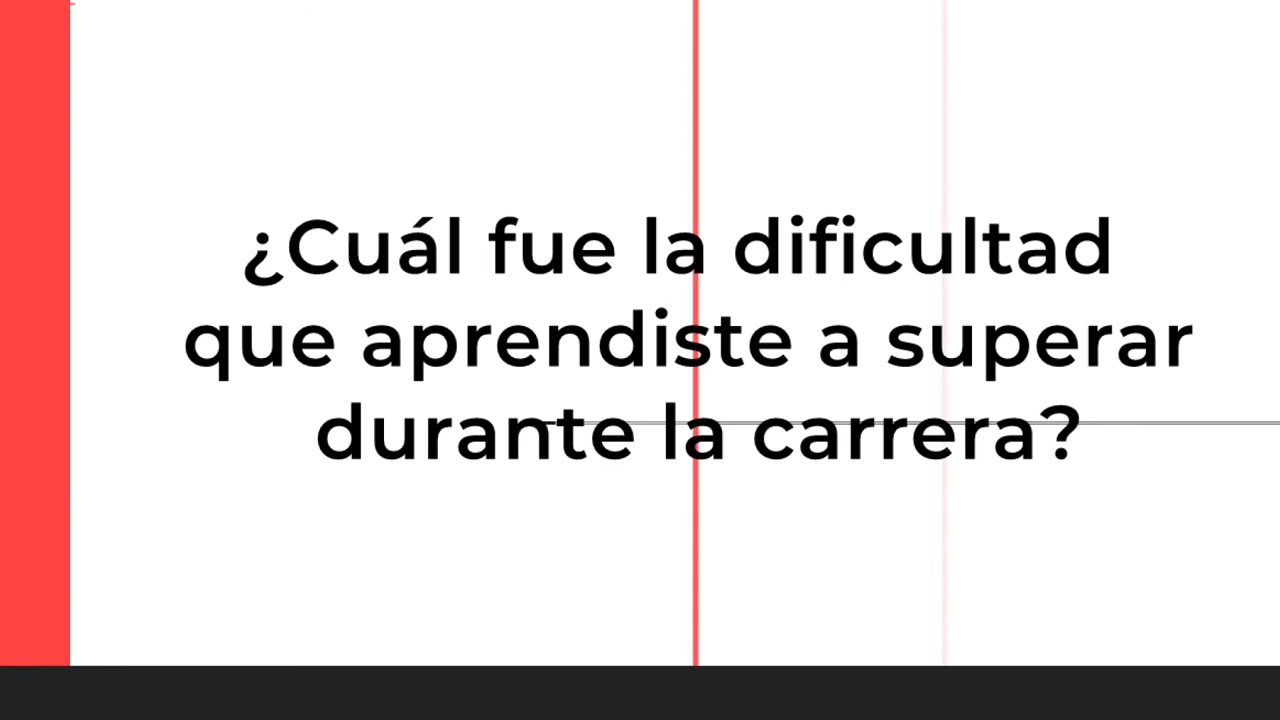 ¿Cuál fue la dificultad
que aprendiste a superar
durante la carrera?